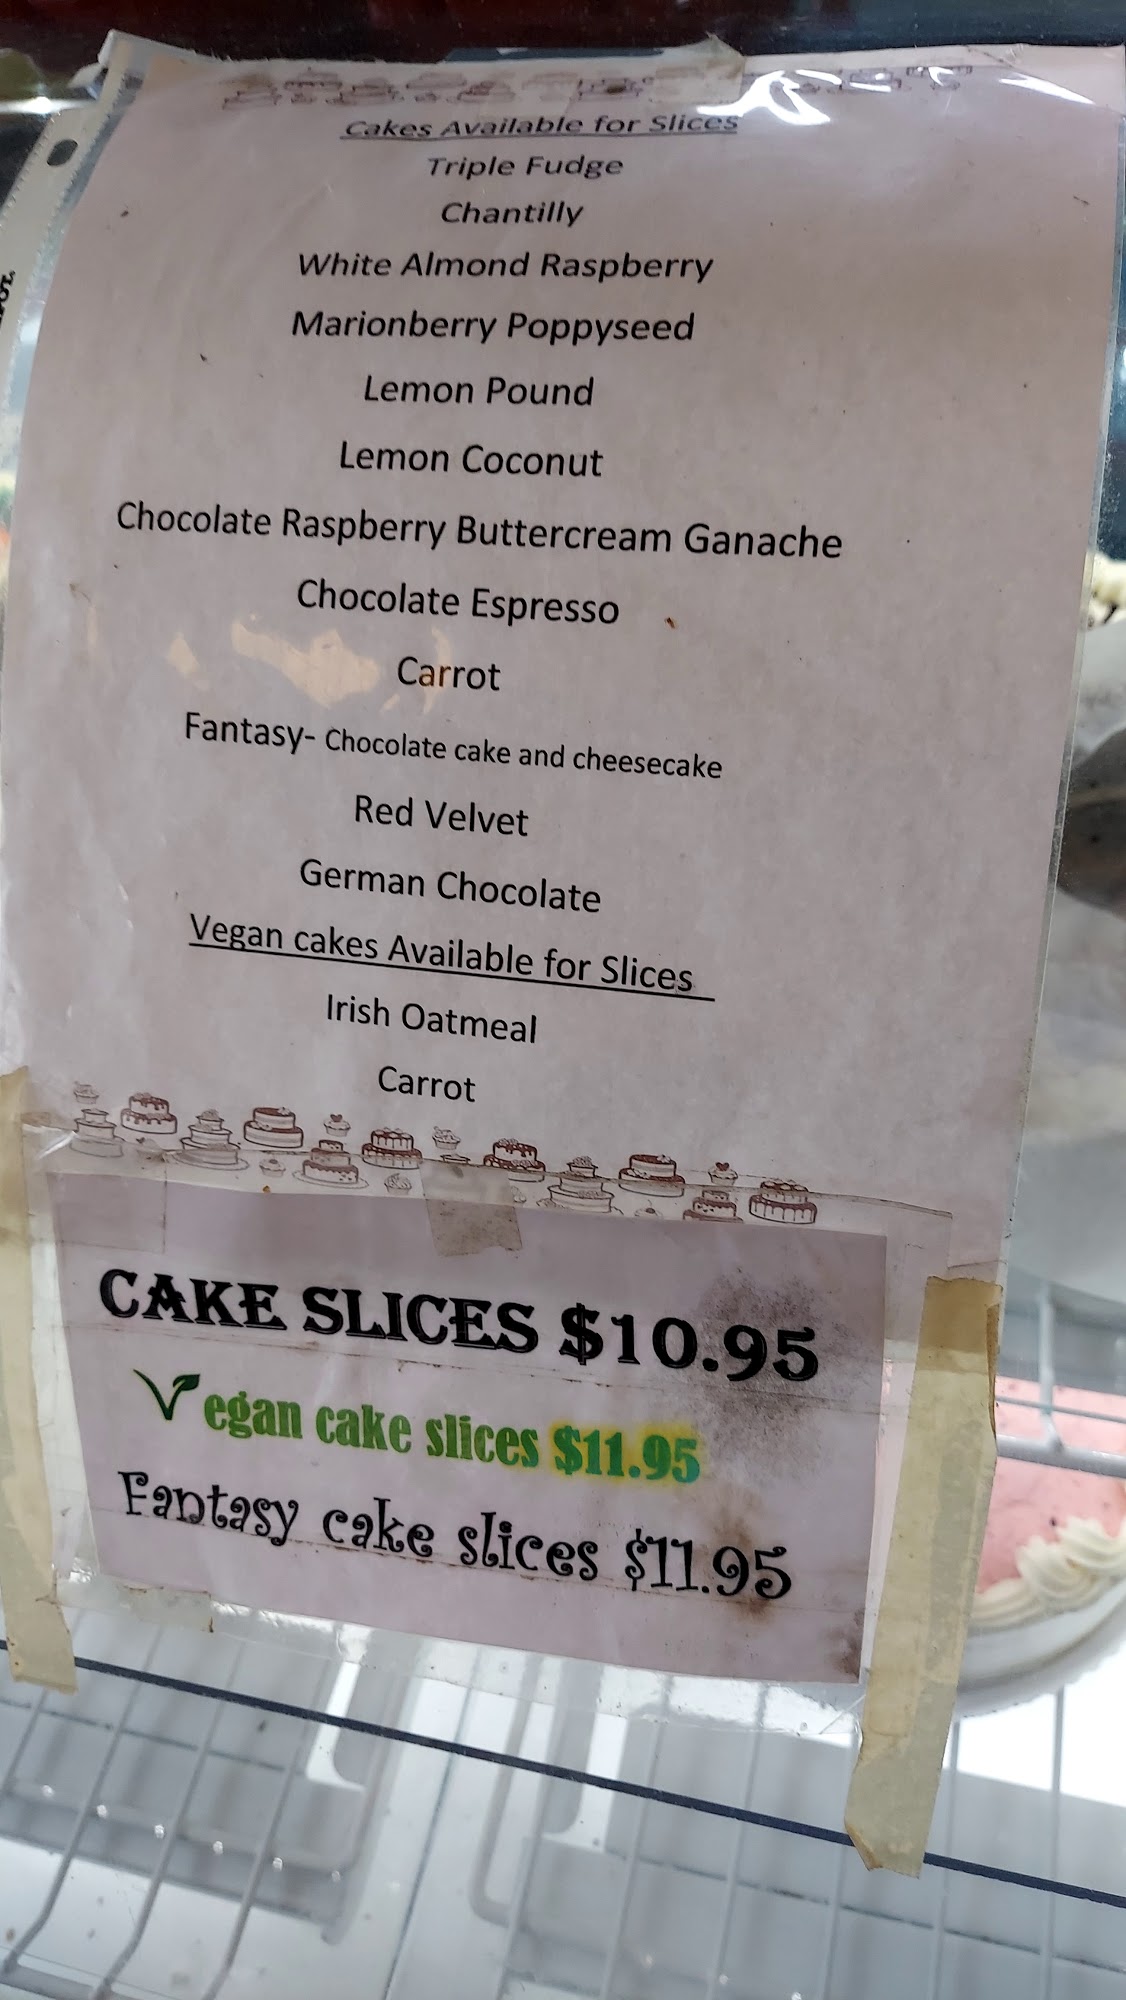 Cakes Available for Slices
Triple Fudge
Chantilly
White Almond Raspberry
Marionberry Poppyseed
Lemon Pound
Lemon Coconut
Chocolate Raspberry Buttercream Ganache
Chocolate Espresso
Carrot
Fantasy- Chocolate cake and cheesecake
Red Velvet
German Chocolate
Vegan cakes Available for Slices
Irish Oatmeal
Carrot
CAKE SLICES $10.95
Vegan cake slices $11.95
Fantasy cake slices $11.95